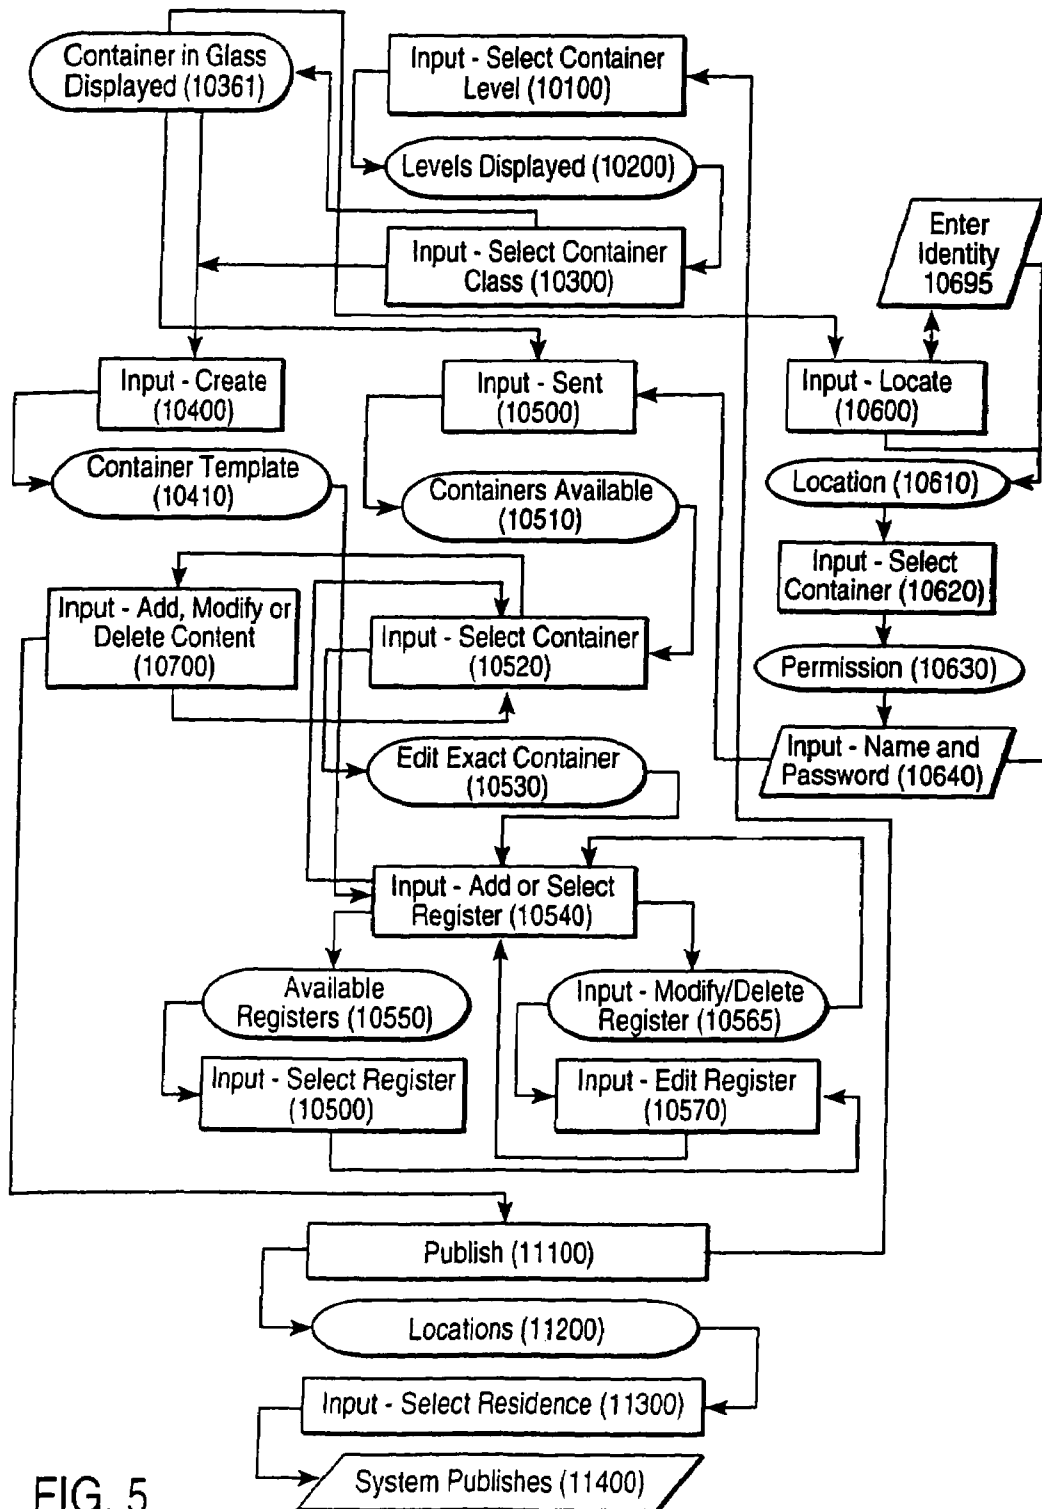 Container in Glass
Displayed (10361)
Input - Select Container
Level (10100)
Levels Displayed (10200)
Input - Select Container
Class (10300)
Enter
Identity
10695
Input - Create
(10400)
Input - Sent
(10500)
Input - Locate
(10600)
Container Template
(10410)
Containers Available
(10510)
Location (10610)
Input - Select
Container (10620)
Input - Add, Modify or
Delete Content
(10700)
Input - Select Container
(10520)
Permission (10630)
Edit Exact Container
(10530)
Input - Name and
Password (10640)
Input - Add or Select
Register (10540)
Available
Registers (10550)
Input - Modify/Delete
Register (10565)
Input - Select Register
(10500)
Input - Edit Register
(10570)
Publish (11100)
Locations (11200)
Input - Select Residence (11300)
System Publishes (11400)
FIG. 5